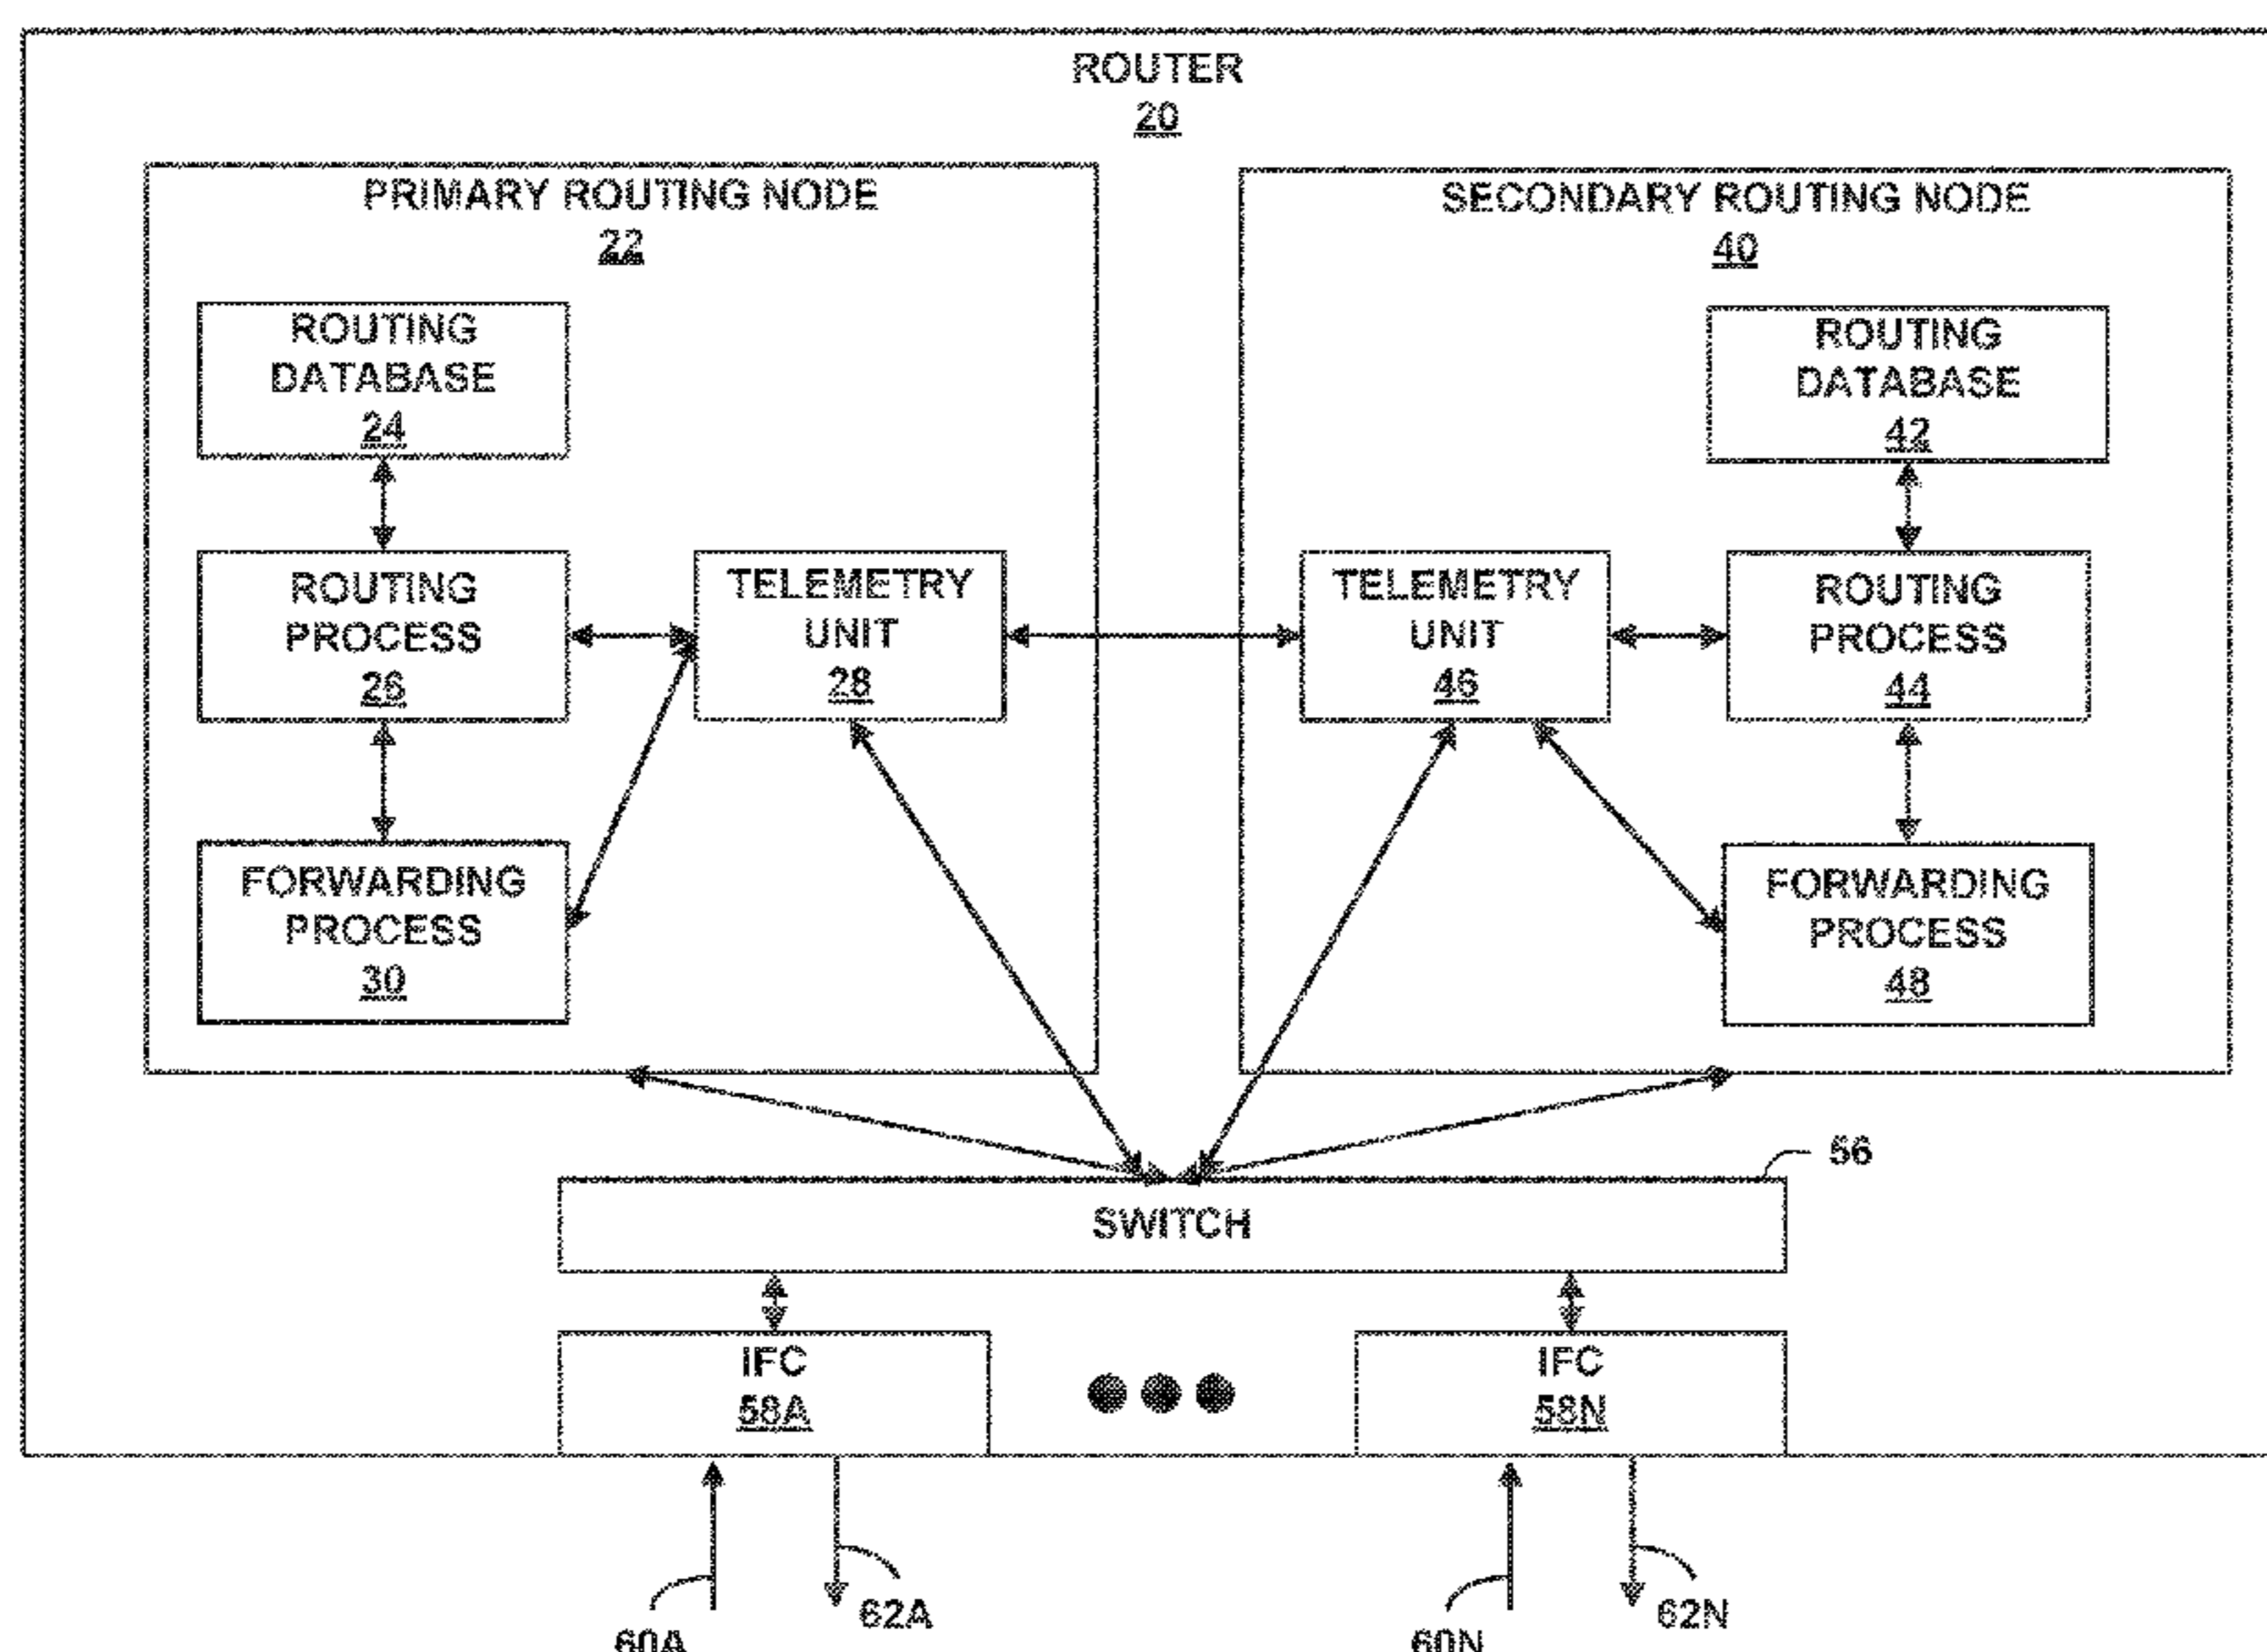 ROUTER
20
PRIMARY ROUTING NODE
22
SECONDARY ROUTING NODE
40
ROUTING
DATABASE
24
ROUTING
DATABASE
42
ROUTING
PROCESS
26
TELEMETRY
UNIT
28
TELEMETRY
UNIT
46
ROUTING
PROCESS
44
FORWARDING
PROCESS
30
FORWARDING
PROCESS
48
56
SWITCH
IFC
58A
IFC
58N
60A
62A
60N
62N